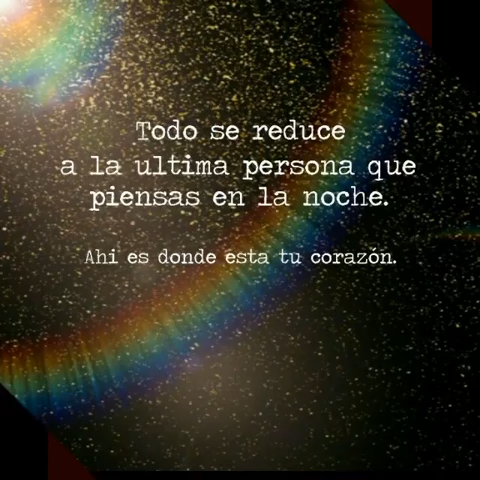 Todo se reduce
a la ultima persona que
piensas en la noche.
Ahi es donde esta tu corazón.